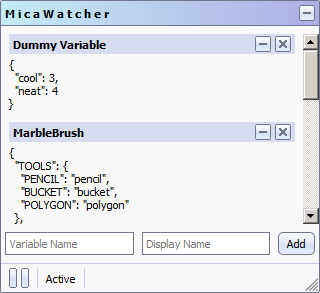 MicaWatcher
Dummy Variable
{
"cool": 3,
"neat": 4
}
MarbleBrush
{
"TOOLS": {
"PENCIL": "pencil",
"BUCKET": "bucket",
"POLYGON": "polygon"
},
Variable Name Display Name Add
Active